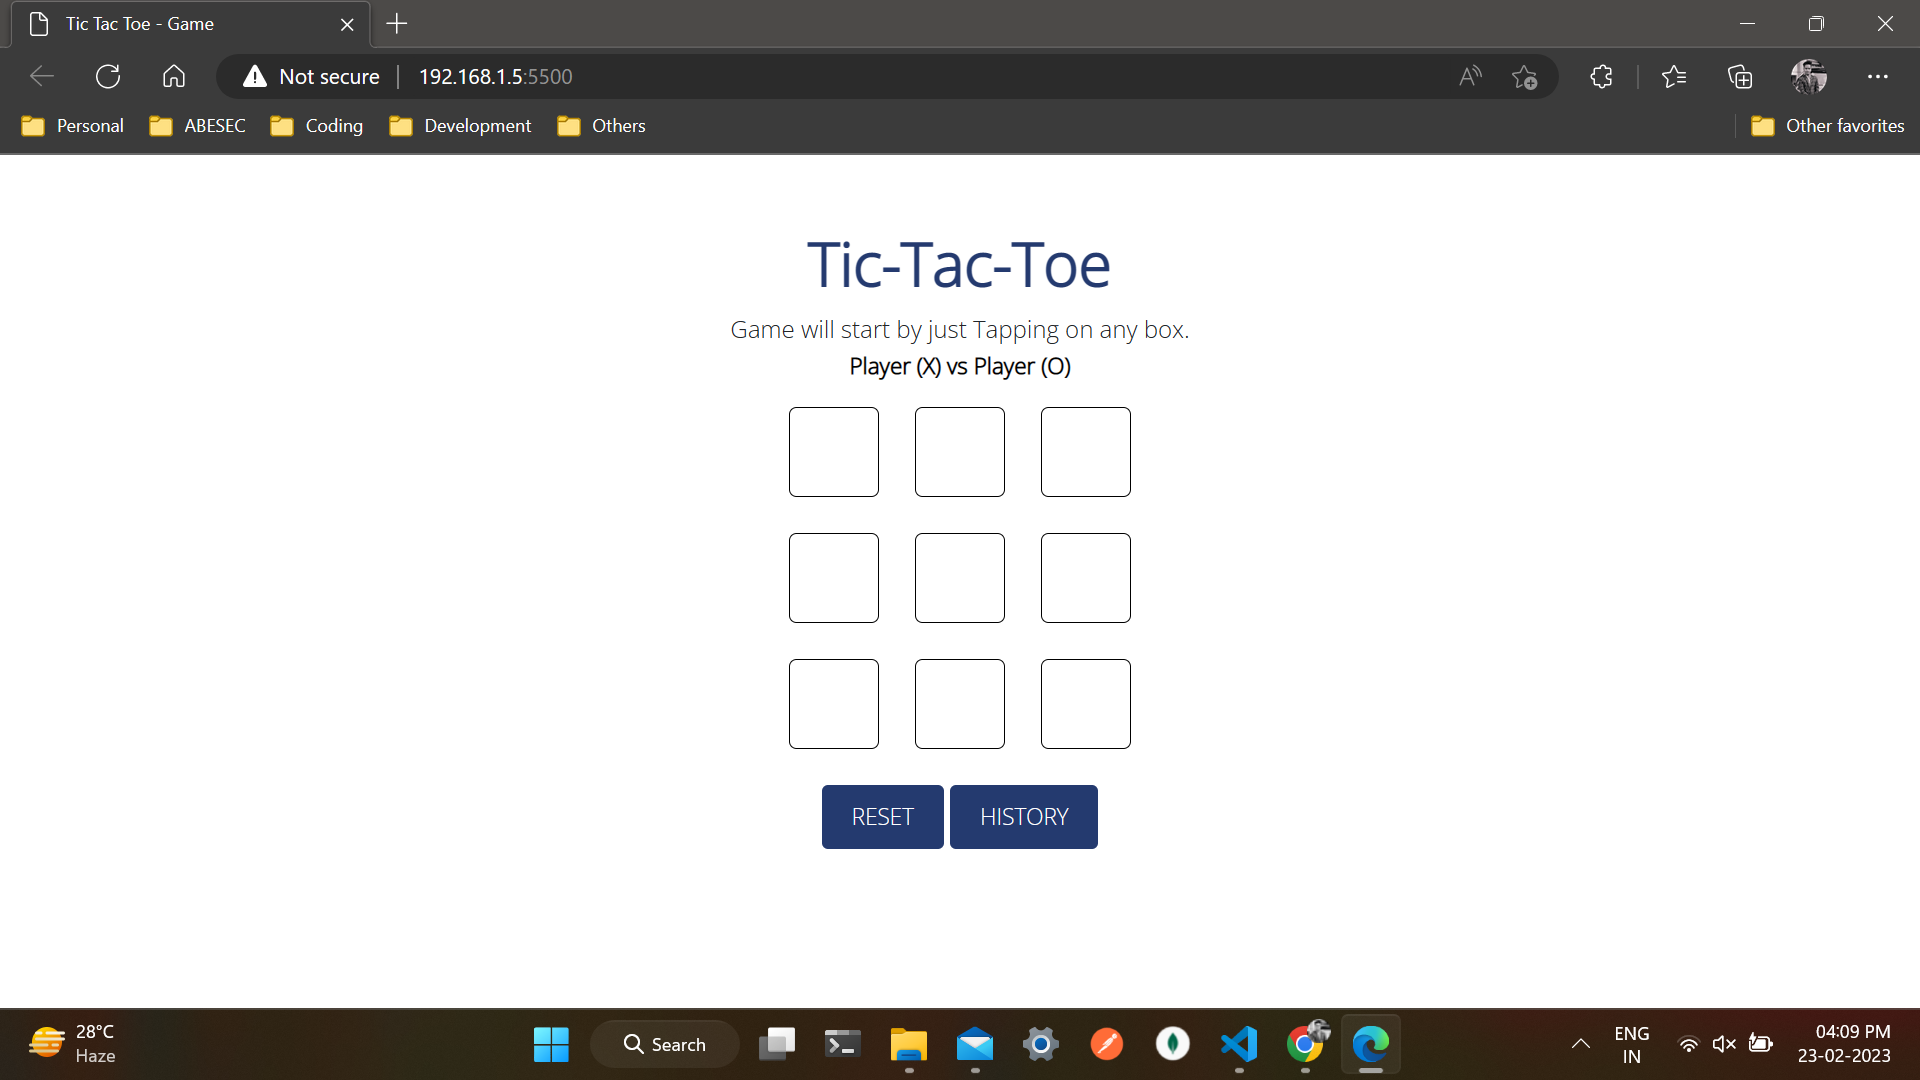 Tic Tac Toe - Game
Not secure | 192.168.1.5:5500
Personal ABESEC Coding Development Others Other favorites
Tic-Tac-Toe
Game will start by just Tapping on any box.
Player (X) vs Player (O)
RESET HISTORY
28°C
Haze
Search
ENG
IN
04:09 PM
23-02-2023